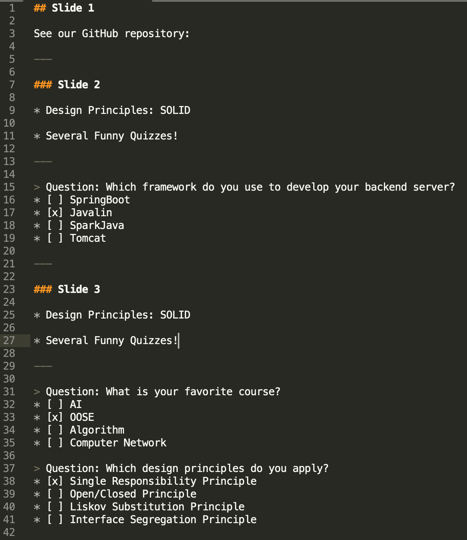 1 ## Slide 1
2
3 See our GitHub repository:
4
5 ---
6
7 ### Slide 2
8
9 * Design Principles: SOLID
10
11 * Several Funny Quizzes!
12
13 ---
14
15 > Question: Which framework do you use to develop your backend server?
16 * [ ] SpringBoot
17 * [x] Javalin
18 * [ ] SparkJava
19 * [ ] Tomcat
20
21 ---
22
23 ### Slide 3
24
25 * Design Principles: SOLID
26
27 * Several Funny Quizzes!
28
29 ---
30
31 > Question: What is your favorite course?
32 * [ ] AI
33 * [x] OOSE
34 * [ ] Algorithm
35 * [ ] Computer Network
36
37 > Question: Which design principles do you apply?
38 * [x] Single Responsibility Principle
39 * [ ] Open/Closed Principle
40 * [ ] Liskov Substitution Principle
41 * [ ] Interface Segregation Principle
42